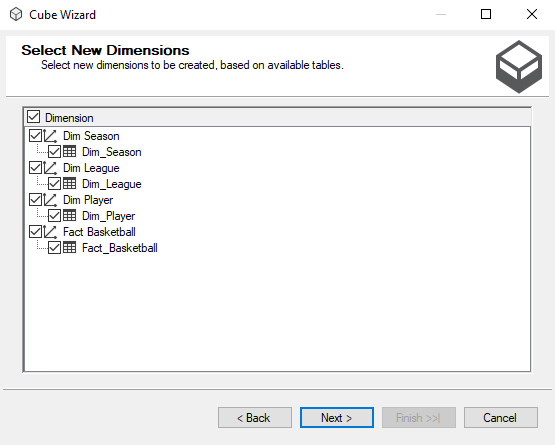 Cube Wizard
Select New Dimensions
Select new dimensions to be created, based on available tables.
Dimension
Dim Season
Dim_Season
Dim League
Dim_League
Dim Player
Dim_Player
Fact Basketball
Fact_Basketball
< Back
Next >
Finish >>|
Cancel